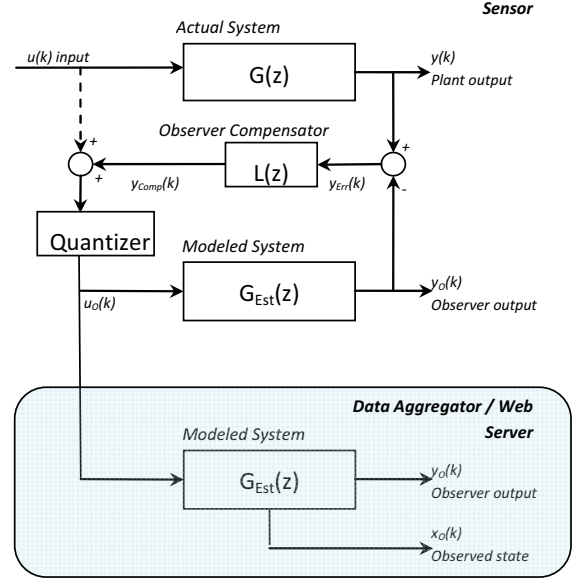 Sensor
Actual System
u(k) input
G(z)
y(k)
Plant output
Observer Compensator
+
+
+
L(z)
y_Comp(k)
y_Err(k)
-
Quantizer
Modeled System
G_Est(z)
u_O(k)
y_O(k)
Observer output
Data Aggregator / Web
Server
Modeled System
G_Est(z)
y_O(k)
Observer output
x_O(k)
Observed state